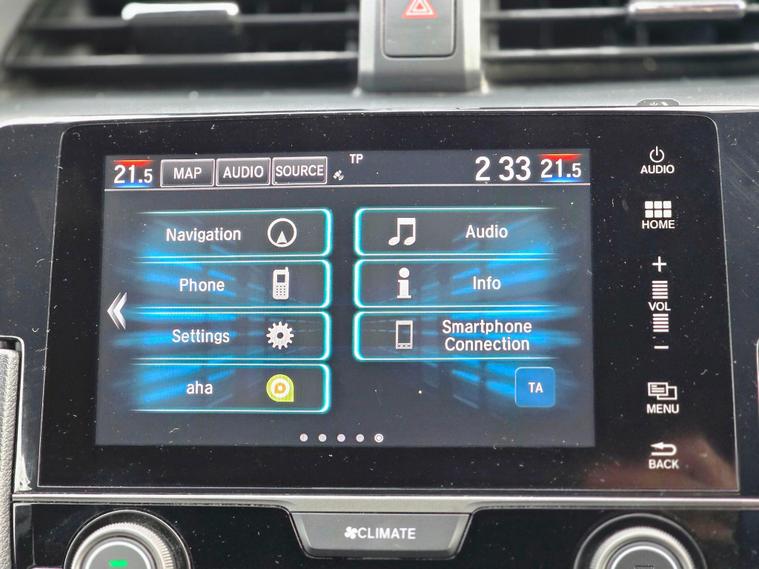 21.5 MAP AUDIO SOURCE TP 2 33 21.5
AUDIO
HOME
Navigation
Audio
Phone
Info
+
VOL
−
Settings
Smartphone
Connection
aha
TA
MENU
BACK
CLIMATE